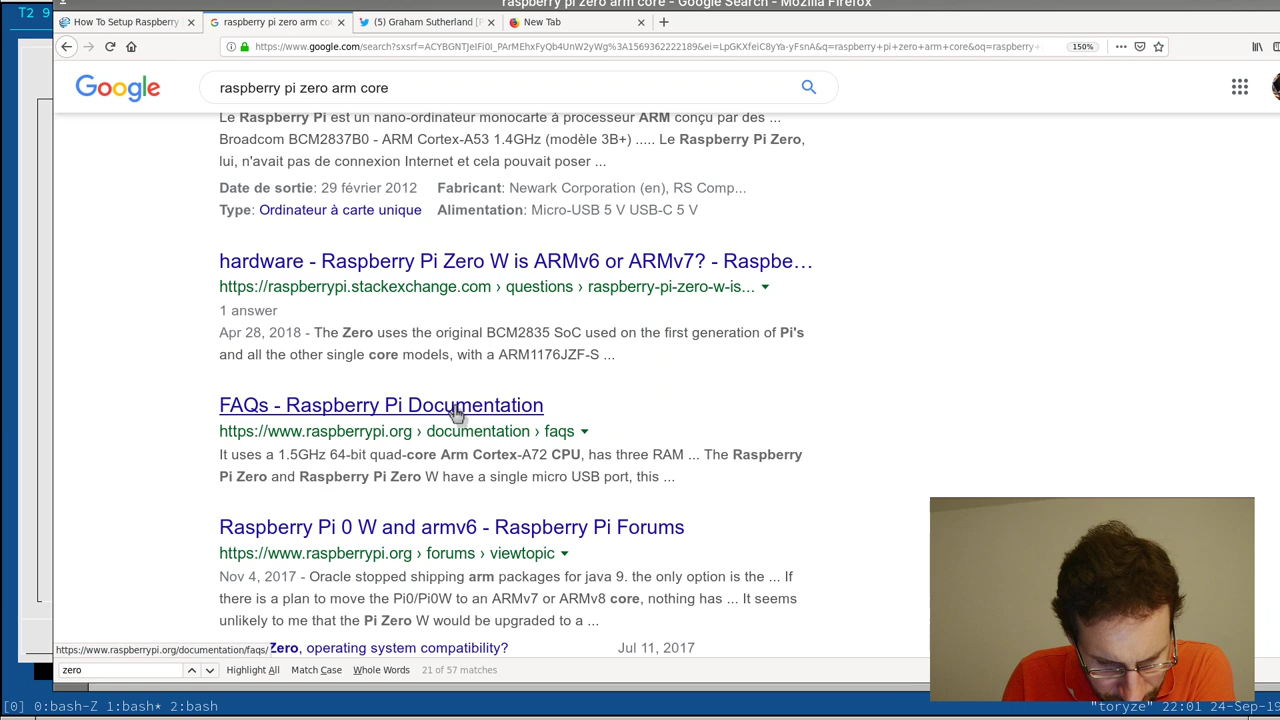 raspberry pi zero arm core - Google Search - Mozilla Firefox
T2 9
How To Setup Raspberry
raspberry pi zero arm co
(5) Graham Sutherland [
New Tab
https://www.google.com/search?sxsrf=ACYBGNTJeIFi0I_PArMEhxFyQb4UnW2yWg%3A1569362222189&ei=LpGKXfeiC8yYa-yFsnA&q=raspberry+pi+zero+arm+core&oq=raspberry
150%
Google
raspberry pi zero arm core
Le Raspberry Pi est un nano-ordinateur monocarte à processeur ARM conçu par des ...
Broadcom BCM2837B0 - ARM Cortex-A53 1.4GHz (modèle 3B+) ..... Le Raspberry Pi Zero,
lui, n'avait pas de connexion Internet et cela pouvait poser ...
Date de sortie: 29 février 2012 Fabricant: Newark Corporation (en), RS Comp...
Type: Ordinateur à carte unique Alimentation: Micro-USB 5 V USB-C 5 V
hardware - Raspberry Pi Zero W is ARMv6 or ARMv7? - Raspbe...
https://raspberrypi.stackexchange.com › questions › raspberry-pi-zero-w-is...
1 answer
Apr 28, 2018 - The Zero uses the original BCM2835 SoC used on the first generation of Pi's
and all the other single core models, with a ARM1176JZF-S ...
FAQs - Raspberry Pi Documentation
https://www.raspberrypi.org › documentation › faqs
It uses a 1.5GHz 64-bit quad-core Arm Cortex-A72 CPU, has three RAM ... The Raspberry
Pi Zero and Raspberry Pi Zero W have a single micro USB port, this ...
Raspberry Pi 0 W and armv6 - Raspberry Pi Forums
https://www.raspberrypi.org › forums › viewtopic
Nov 4, 2017 - Oracle stopped shipping arm packages for java 9. the only option is the ... If
there is a plan to move the Pi0/Pi0W to an ARMv7 or ARMv8 core, nothing has ... It seems
unlikely to me that the Pi Zero W would be upgraded to a ...
https://www.raspberrypi.org/documentation/faqs/
Zero, operating system compatibility? Jul 11, 2017
zero
Highlight All Match Case Whole Words 21 of 57 matches
[0] 0:bash-Z 1:bash* 2:bash
"toryze" 22:01 24-Sep-19